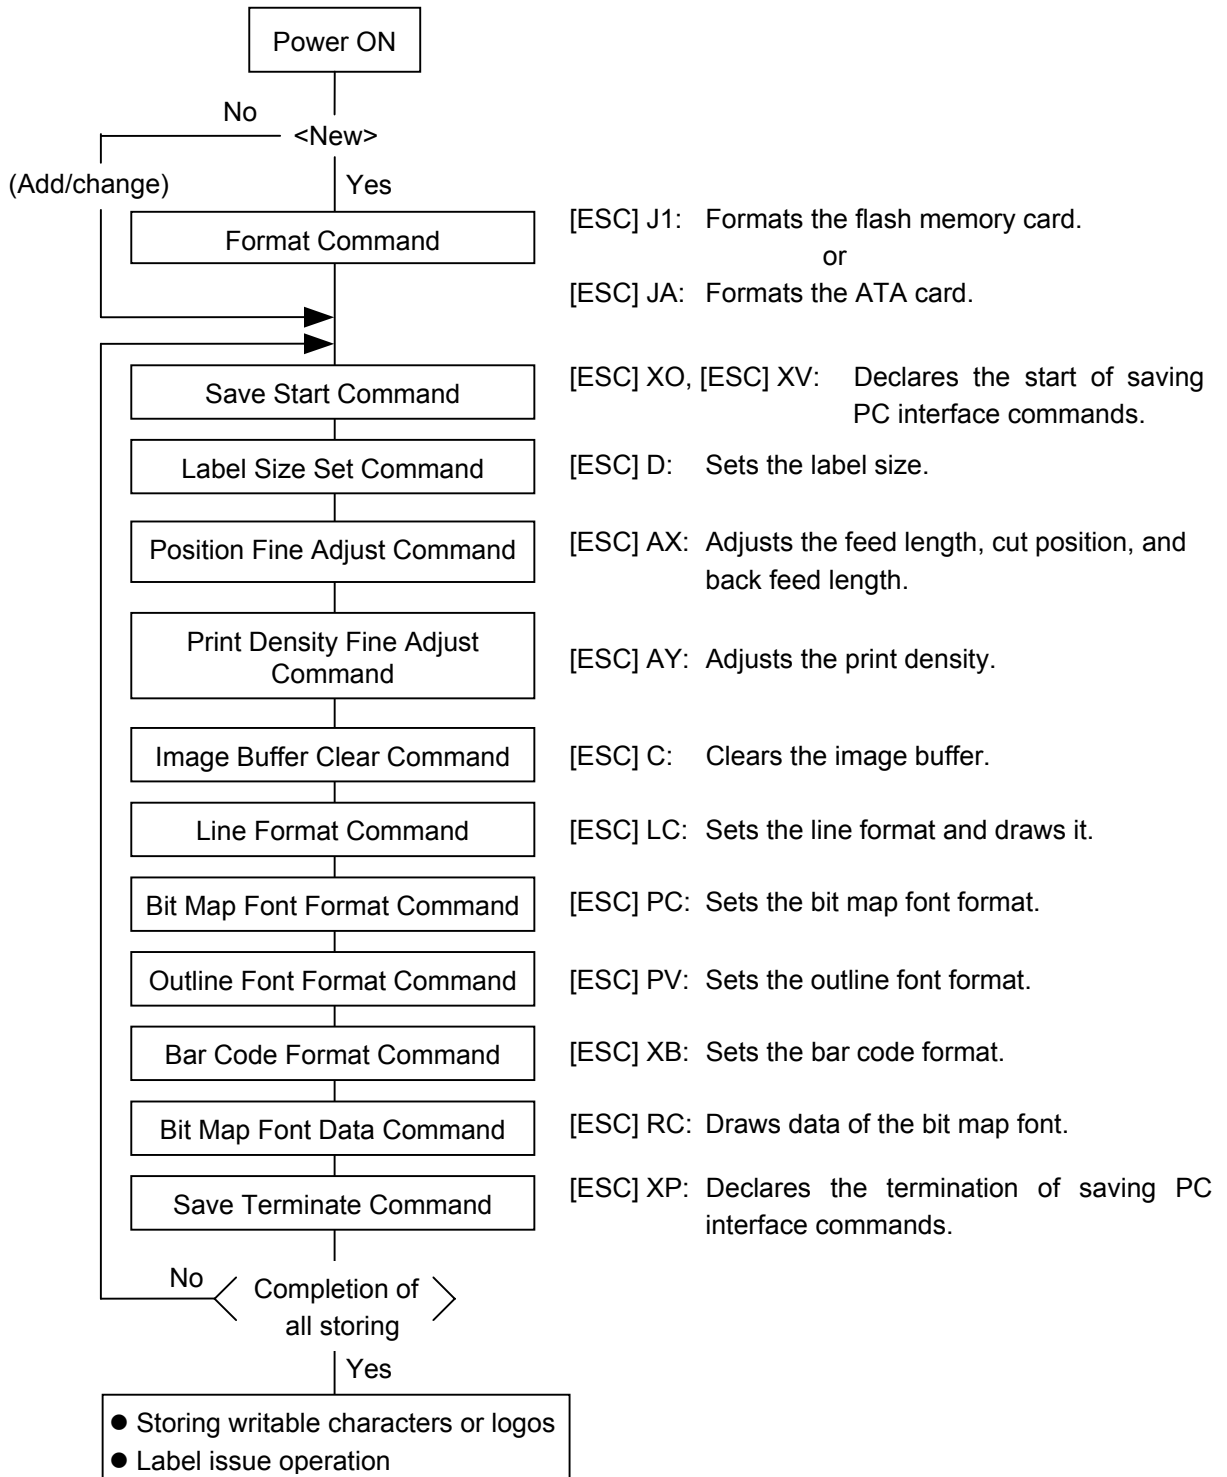 Power ON
No
<New>
(Add/change)
Yes
Format Command
[ESC] J1: Formats the flash memory card.
or
[ESC] JA: Formats the ATA card.
Save Start Command
[ESC] XO, [ESC] XV: Declares the start of saving
PC interface commands.
Label Size Set Command
[ESC] D: Sets the label size.
Position Fine Adjust Command
[ESC] AX: Adjusts the feed length, cut position, and
back feed length.
Print Density Fine Adjust
Command
[ESC] AY: Adjusts the print density.
Image Buffer Clear Command
[ESC] C: Clears the image buffer.
Line Format Command
[ESC] LC: Sets the line format and draws it.
Bit Map Font Format Command
[ESC] PC: Sets the bit map font format.
Outline Font Format Command
[ESC] PV: Sets the outline font format.
Bar Code Format Command
[ESC] XB: Sets the bar code format.
Bit Map Font Data Command
[ESC] RC: Draws data of the bit map font.
Save Terminate Command
[ESC] XP: Declares the termination of saving PC
interface commands.
No
Completion of
all storing
Yes
● Storing writable characters or logos
● Label issue operation